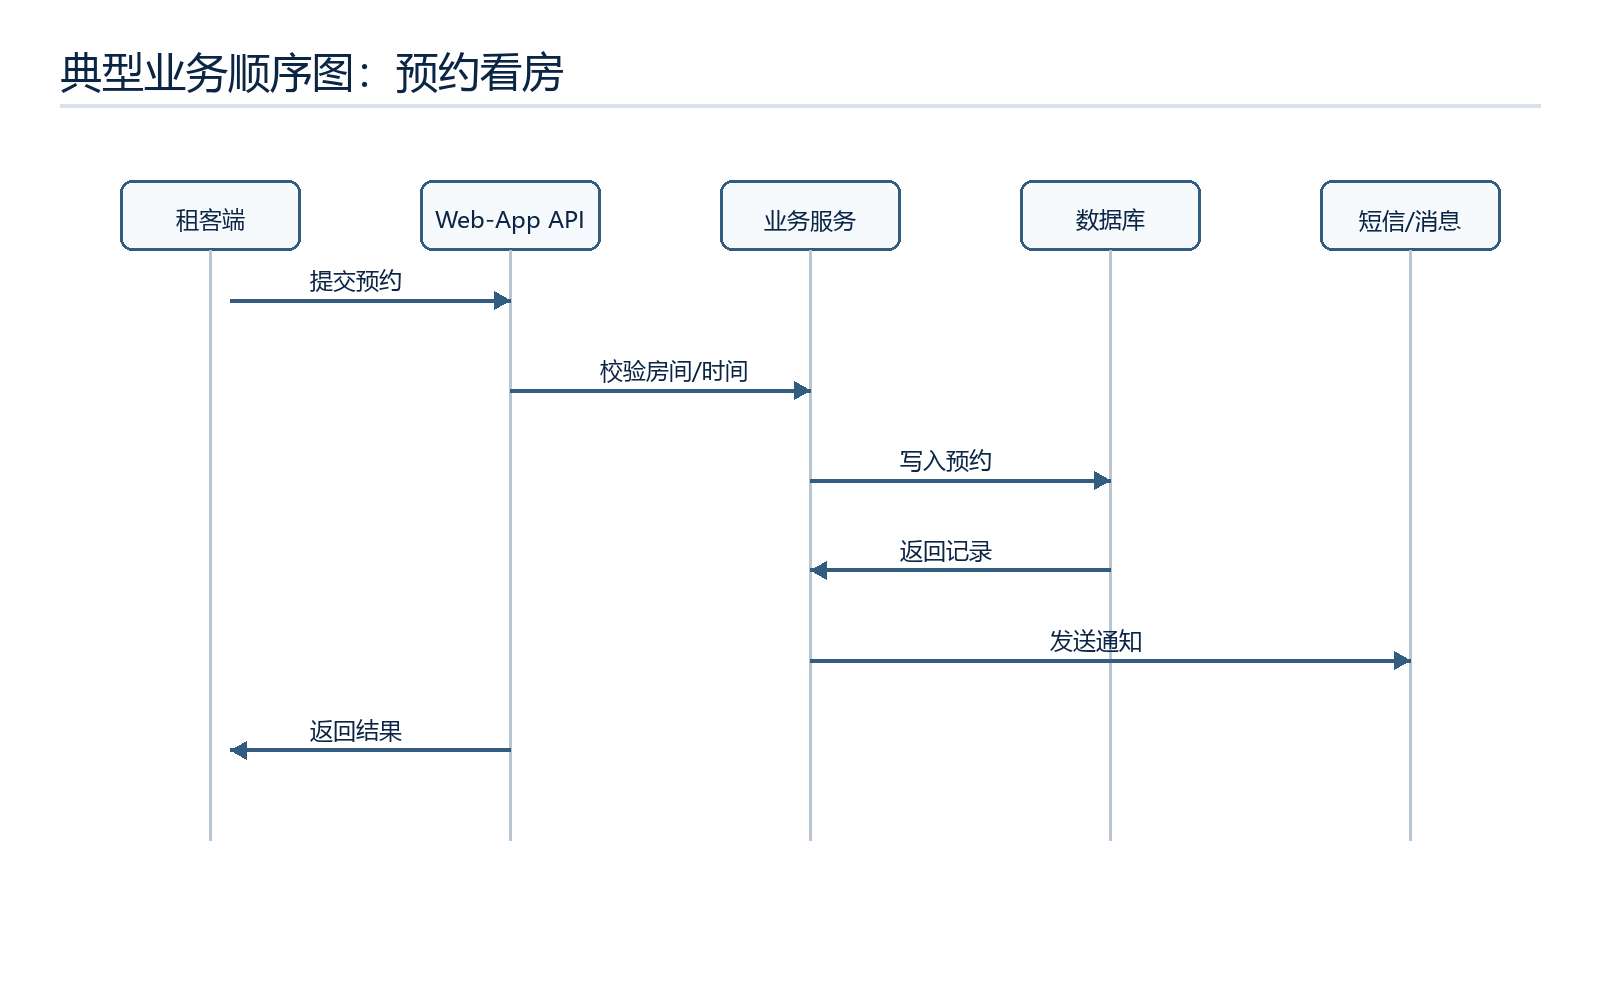 典型业务顺序图：预约看房
租客端
Web-App API
业务服务
数据库
短信/消息
提交预约
校验房间/时间
写入预约
返回记录
发送通知
返回结果